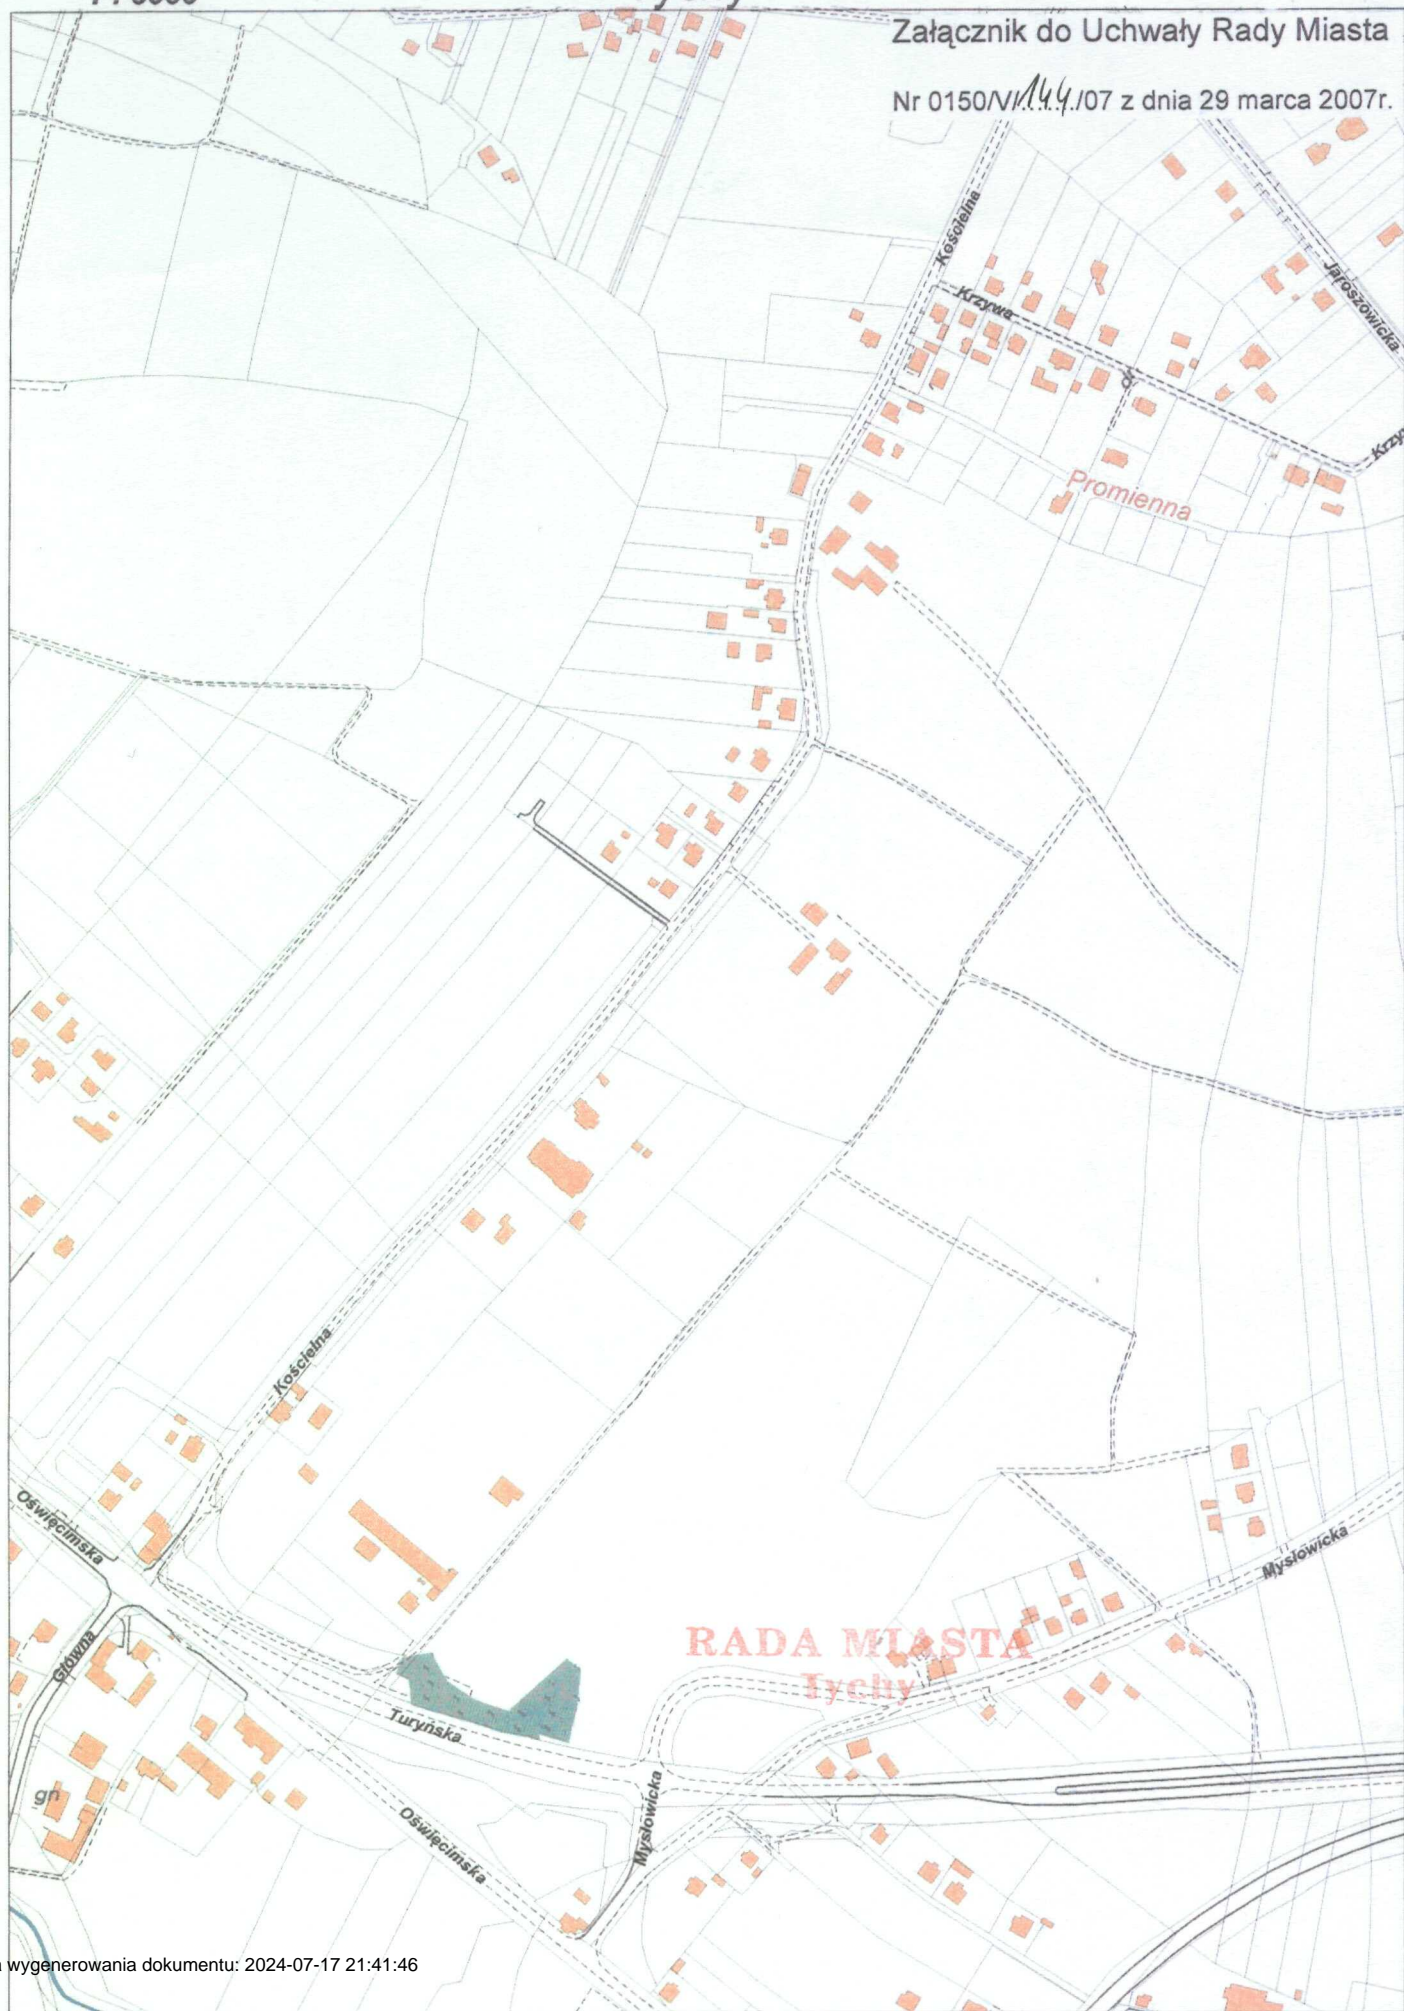 Załącznik do Uchwały Rady Miasta
Nr 0150/V/144/07 z dnia 29 marca 2007r.
Kościelna
Krzywa
Jaroszowicka
Promienna
Kościelna
Oświęcimska
Główna
gn
Turyńska
Oświęcimska
Mysłowicka
Mysłowicka
RADA MIASTA
Tychy
wygenerowania dokumentu: 2024-07-17 21:41:46